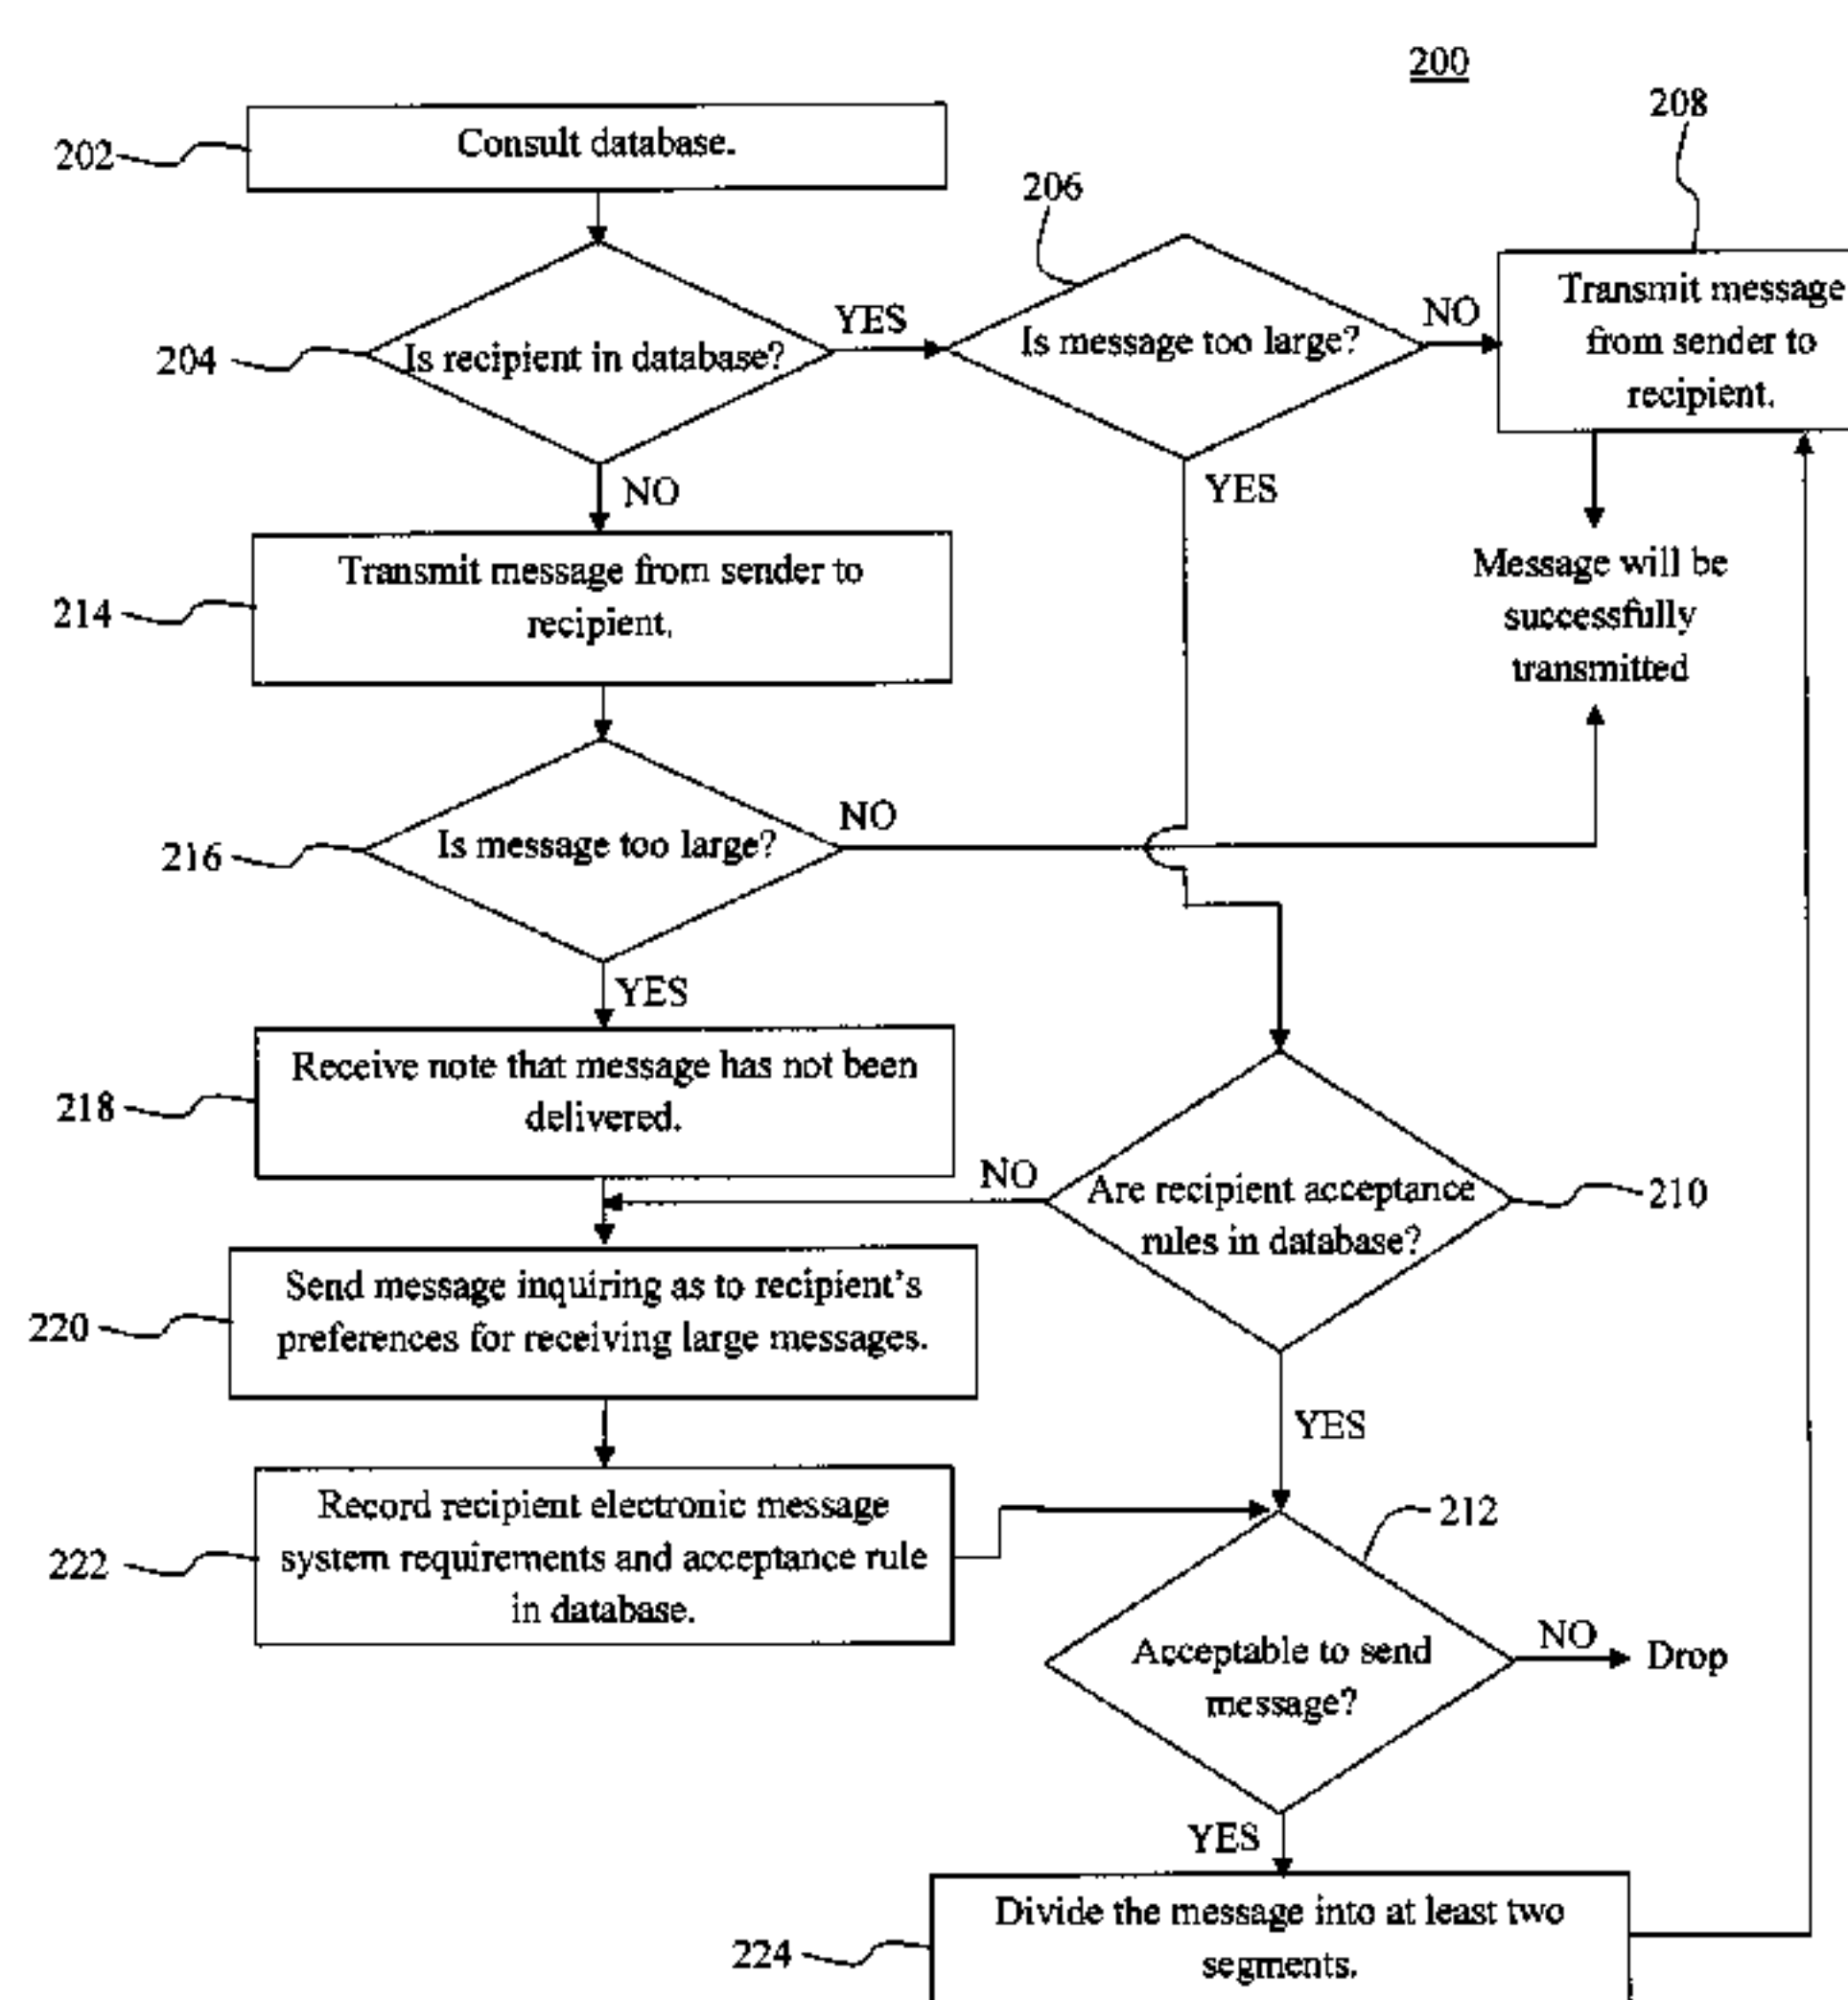 200
208
202
Consult database.
206
204
Is recipient in database?
YES
Is message too large?
NO
Transmit message
from sender to
recipient.
NO
YES
214
Transmit message from sender to
recipient.
Message will be
successfully
transmitted
216
Is message too large?
NO
YES
218
Receive note that message has not been
delivered.
NO
Are recipient acceptance
rules in database?
210
220
Send message inquiring as to recipient's
preferences for receiving large messages.
YES
222
Record recipient electronic message
system requirements and acceptance rule
in database.
212
Acceptable to send
message?
NO
Drop
YES
224
Divide the message into at least two
segments.